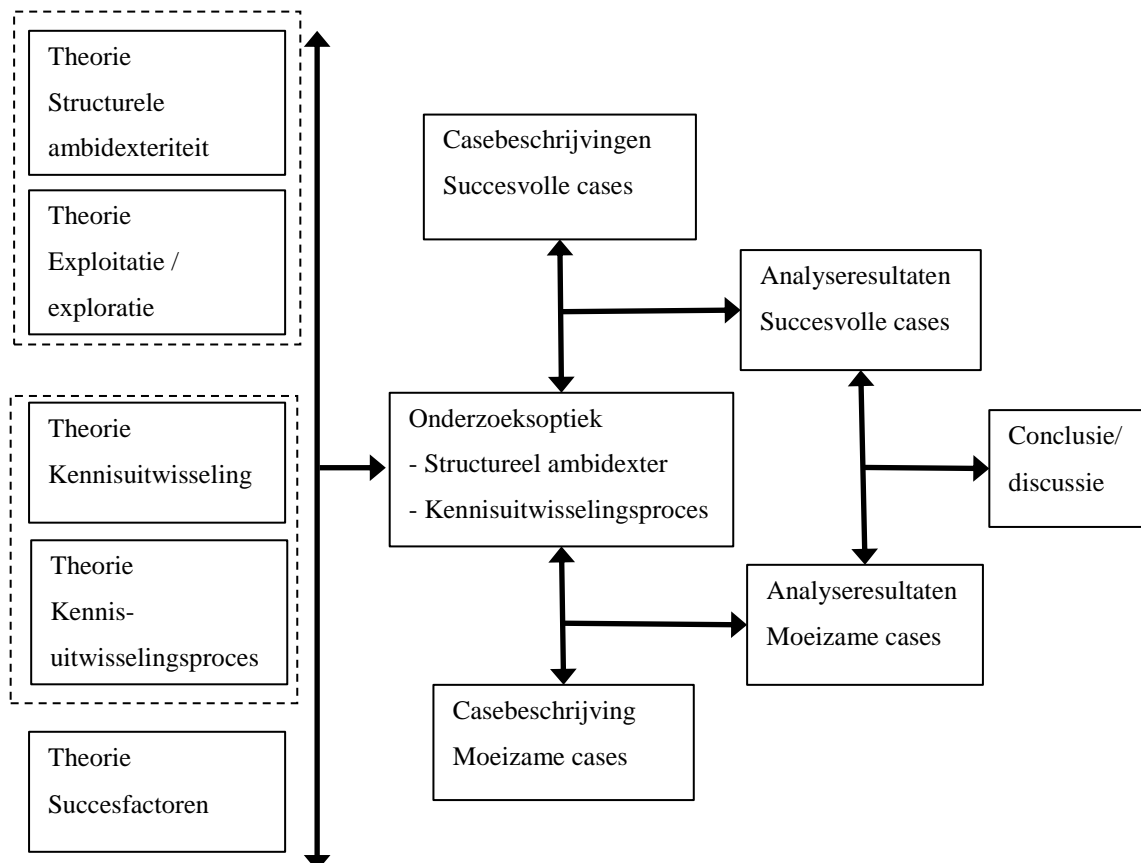 Theorie
Structurele
ambidexteriteit
Theorie
Exploitatie /
exploratie
Theorie
Kennisuitwisseling
Theorie
Kennis-
uitwisselingsproces
Theorie
Succesfactoren
Casebeschrijvingen
Succesvolle cases
Onderzoeksoptiek
- Structureel ambidexter
- Kennisuitwisselingsproces
Casebeschrijving
Moeizame cases
Analyseresultaten
Succesvolle cases
Analyseresultaten
Moeizame cases
Conclusie/
discussie